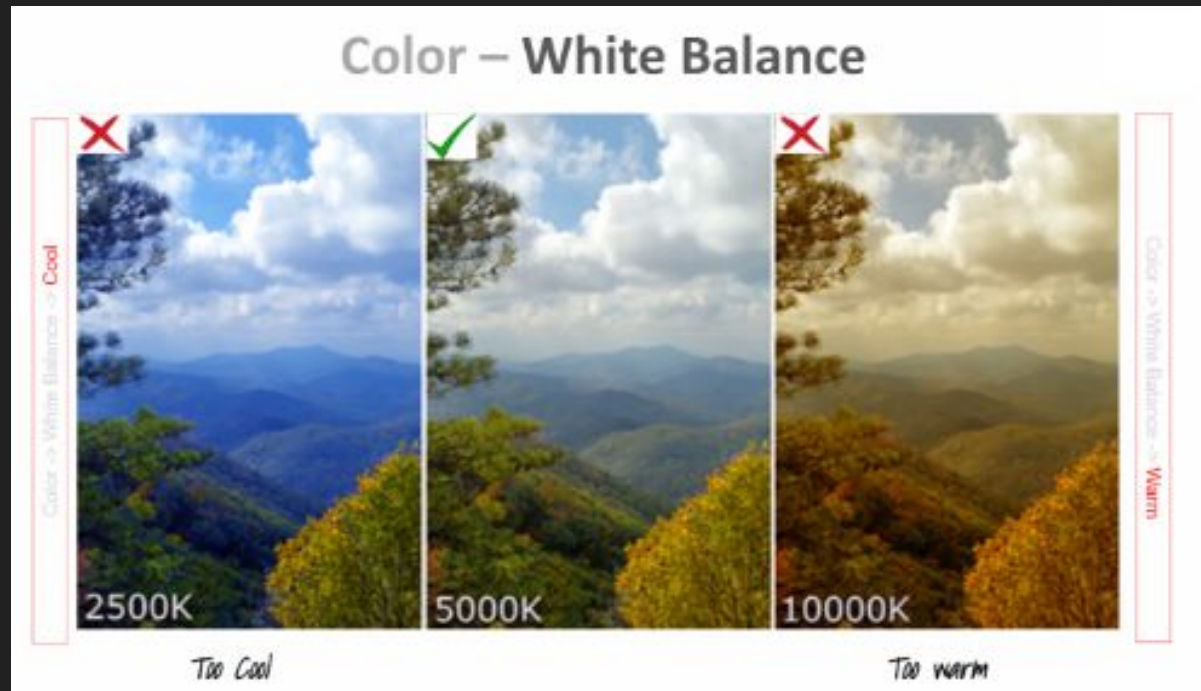 Color – White Balance
Color -> White Balance -> Cool
2500K
5000K
10000K
Color -> White Balance -> Warm
Too Cool
Too warm